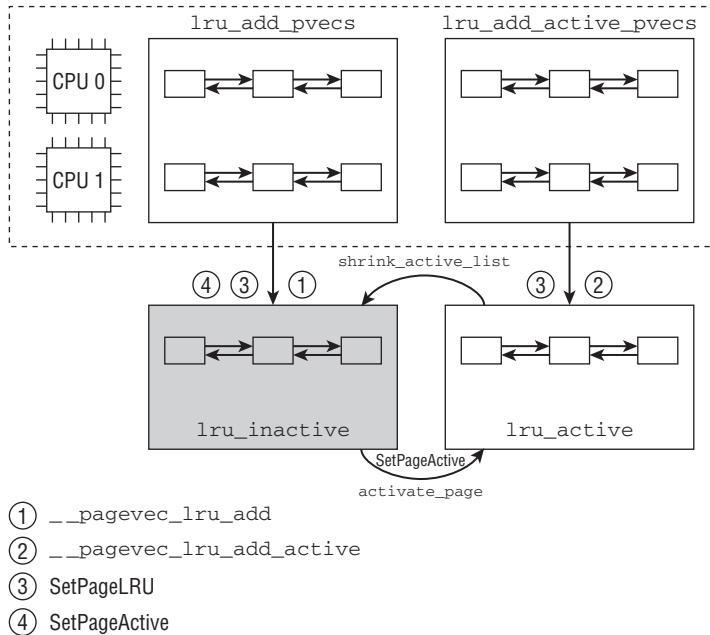 lru_add_pvecs
lru_add_active_pvecs
CPU 0
CPU 1
shrink_active_list
4 3 1
3 2
lru_inactive
lru_active
SetPageActive
activate_page
1 __pagevec_lru_add
2 __pagevec_lru_add_active
3 SetPageLRU
4 SetPageActive